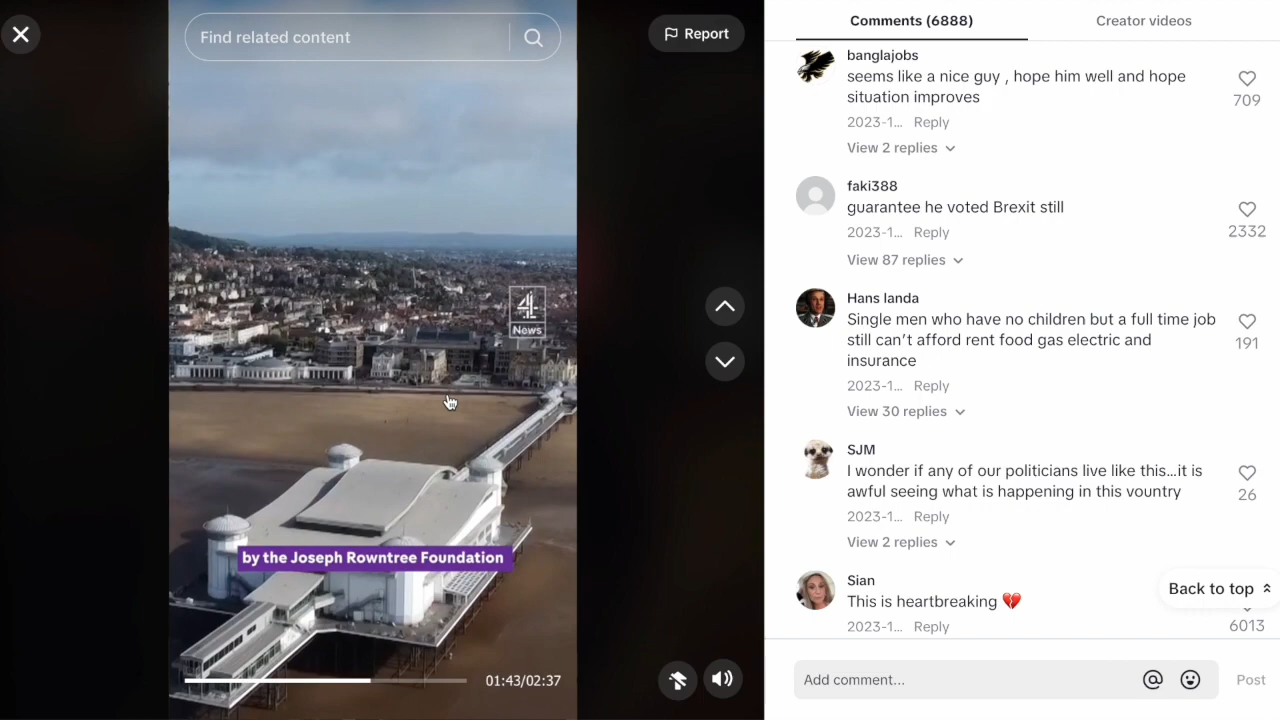 Find related content
Report
4
News
by the Joseph Rowntree Foundation
01:43/02:37
Comments (6888)
Creator videos
banglajobs
seems like a nice guy , hope him well and hope
situation improves
709
2023-1... Reply
View 2 replies
faki388
guarantee he voted Brexit still
2332
2023-1... Reply
View 87 replies
Hans landa
Single men who have no children but a full time job
still can’t afford rent food gas electric and
insurance
191
2023-1... Reply
View 30 replies
SJM
I wonder if any of our politicians live like this...it is
awful seeing what is happening in this vountry
26
2023-1... Reply
View 2 replies
Sian
This is heartbreaking 💔
6013
2023-1... Reply
Back to top
Add comment...
@
Post